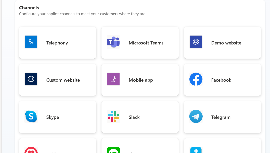 Channels
Telephony
Microsoft Teams
Demo website
Custom website
Mobile app
Facebook
Skype
Slack
Telegram